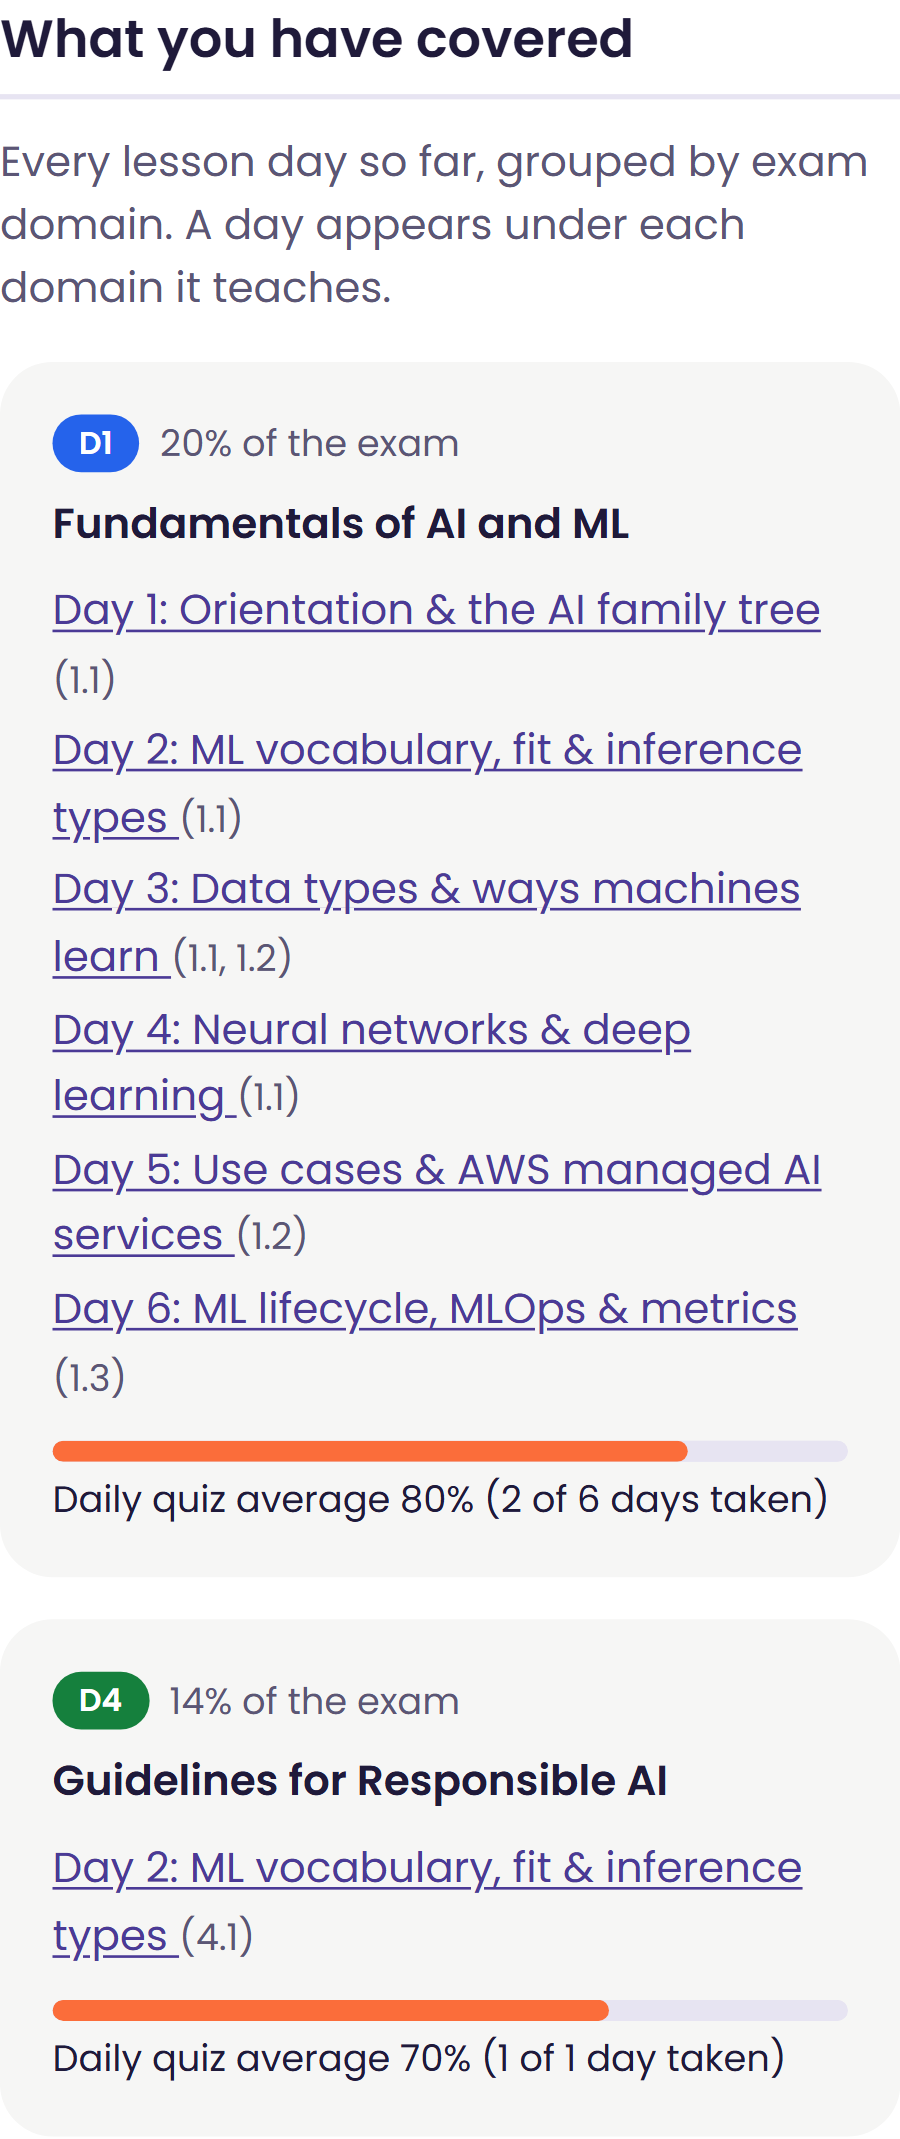 What you have covered
Every lesson day so far, grouped by exam
domain. A day appears under each
domain it teaches.
D1 20% of the exam
Fundamentals of AI and ML
Day 1: Orientation & the AI family tree
(1.1)
Day 2: ML vocabulary, fit & inference
types (1.1)
Day 3: Data types & ways machines
learn (1.1, 1.2)
Day 4: Neural networks & deep
learning (1.1)
Day 5: Use cases & AWS managed AI
services (1.2)
Day 6: ML lifecycle, MLOps & metrics
(1.3)
Daily quiz average 80% (2 of 6 days taken)
D4 14% of the exam
Guidelines for Responsible AI
Day 2: ML vocabulary, fit & inference
types (4.1)
Daily quiz average 70% (1 of 1 day taken)